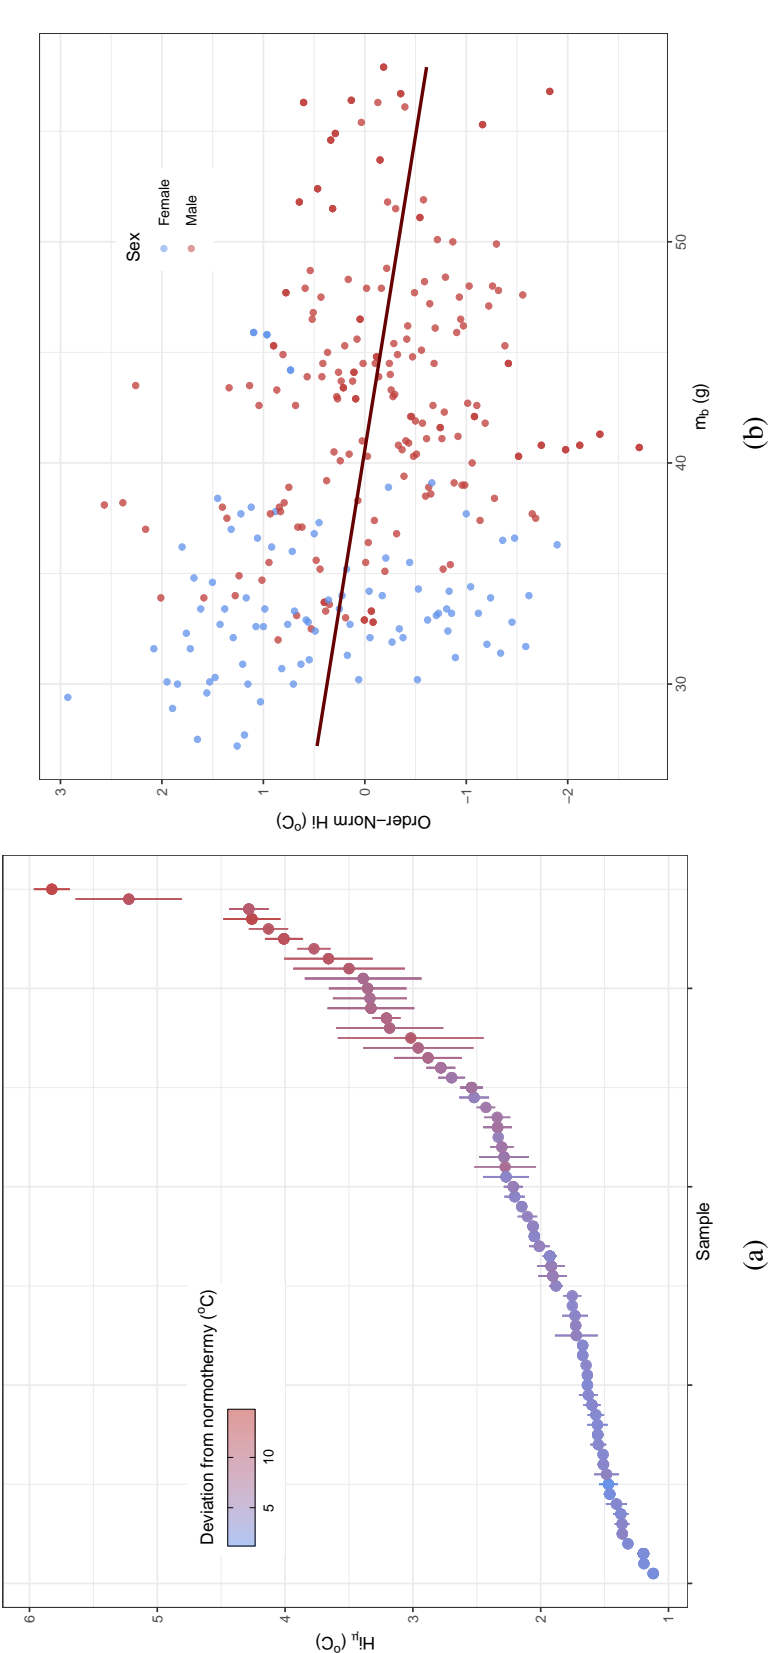 Hiμ (°C)
6
5
4
3
2
1
Deviation from normothermy (°C)
5
10
Sample
(a)
Order−Norm Hi (°C)
3
2
1
0
−1
−2
Sex
Female
Male
30
40
50
mb (g)
(b)